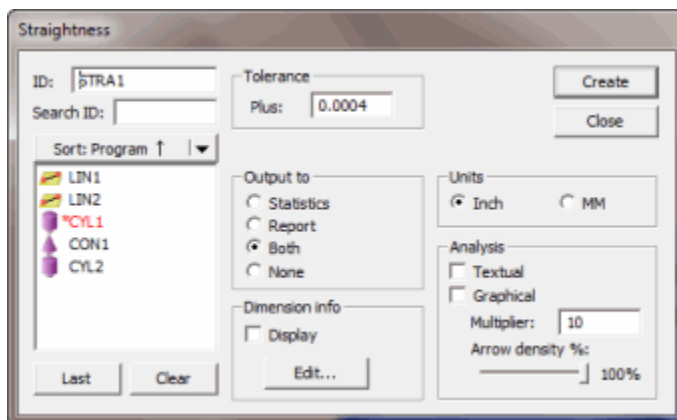 Straightness
ID: STRA1
Search ID:
Sort: Program ↑
LIN1
LIN2
*CYL1
CON1
CYL2
Last
Clear
Tolerance
Plus: 0.0004
Output to
Statistics
Report
Both
None
Dimension info
Display
Edit...
Create
Close
Units
Inch
MM
Analysis
Textual
Graphical
Multiplier: 10
Arrow density %:
100%